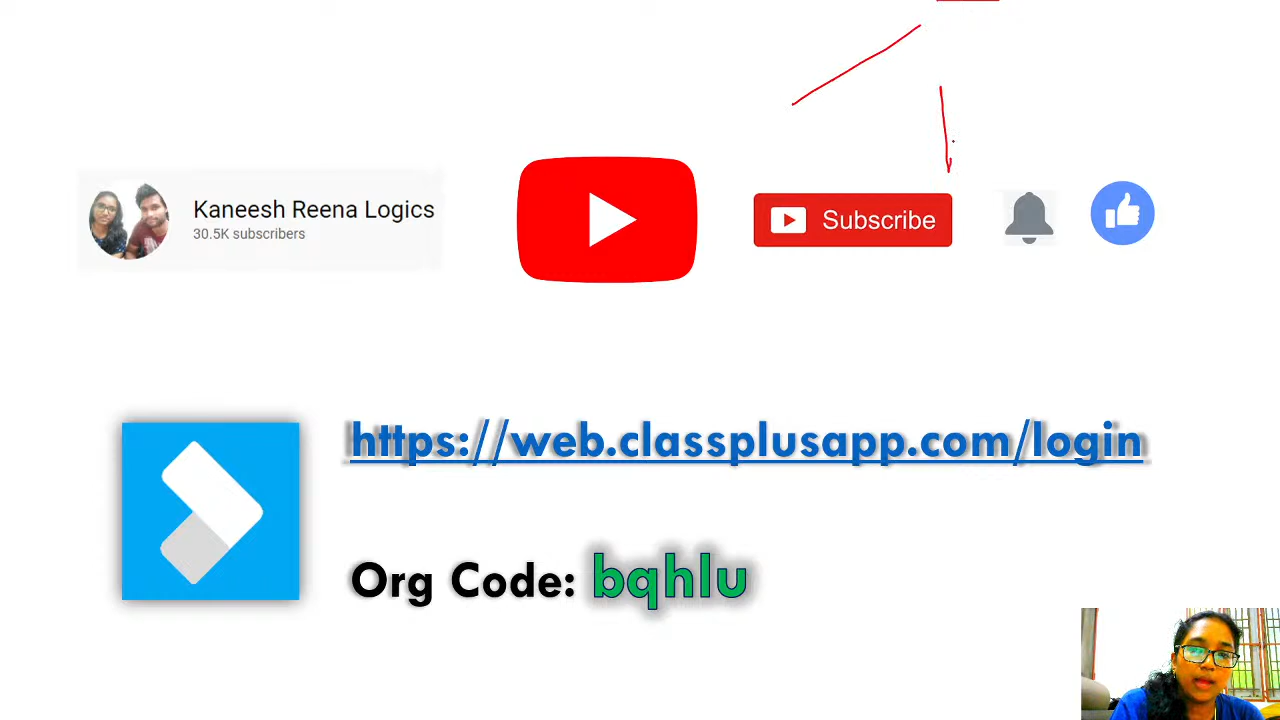 Kaneesh Reena Logics
30.5K subscribers
Subscribe
https://web.classplusapp.com/login
Org Code: bqhlu